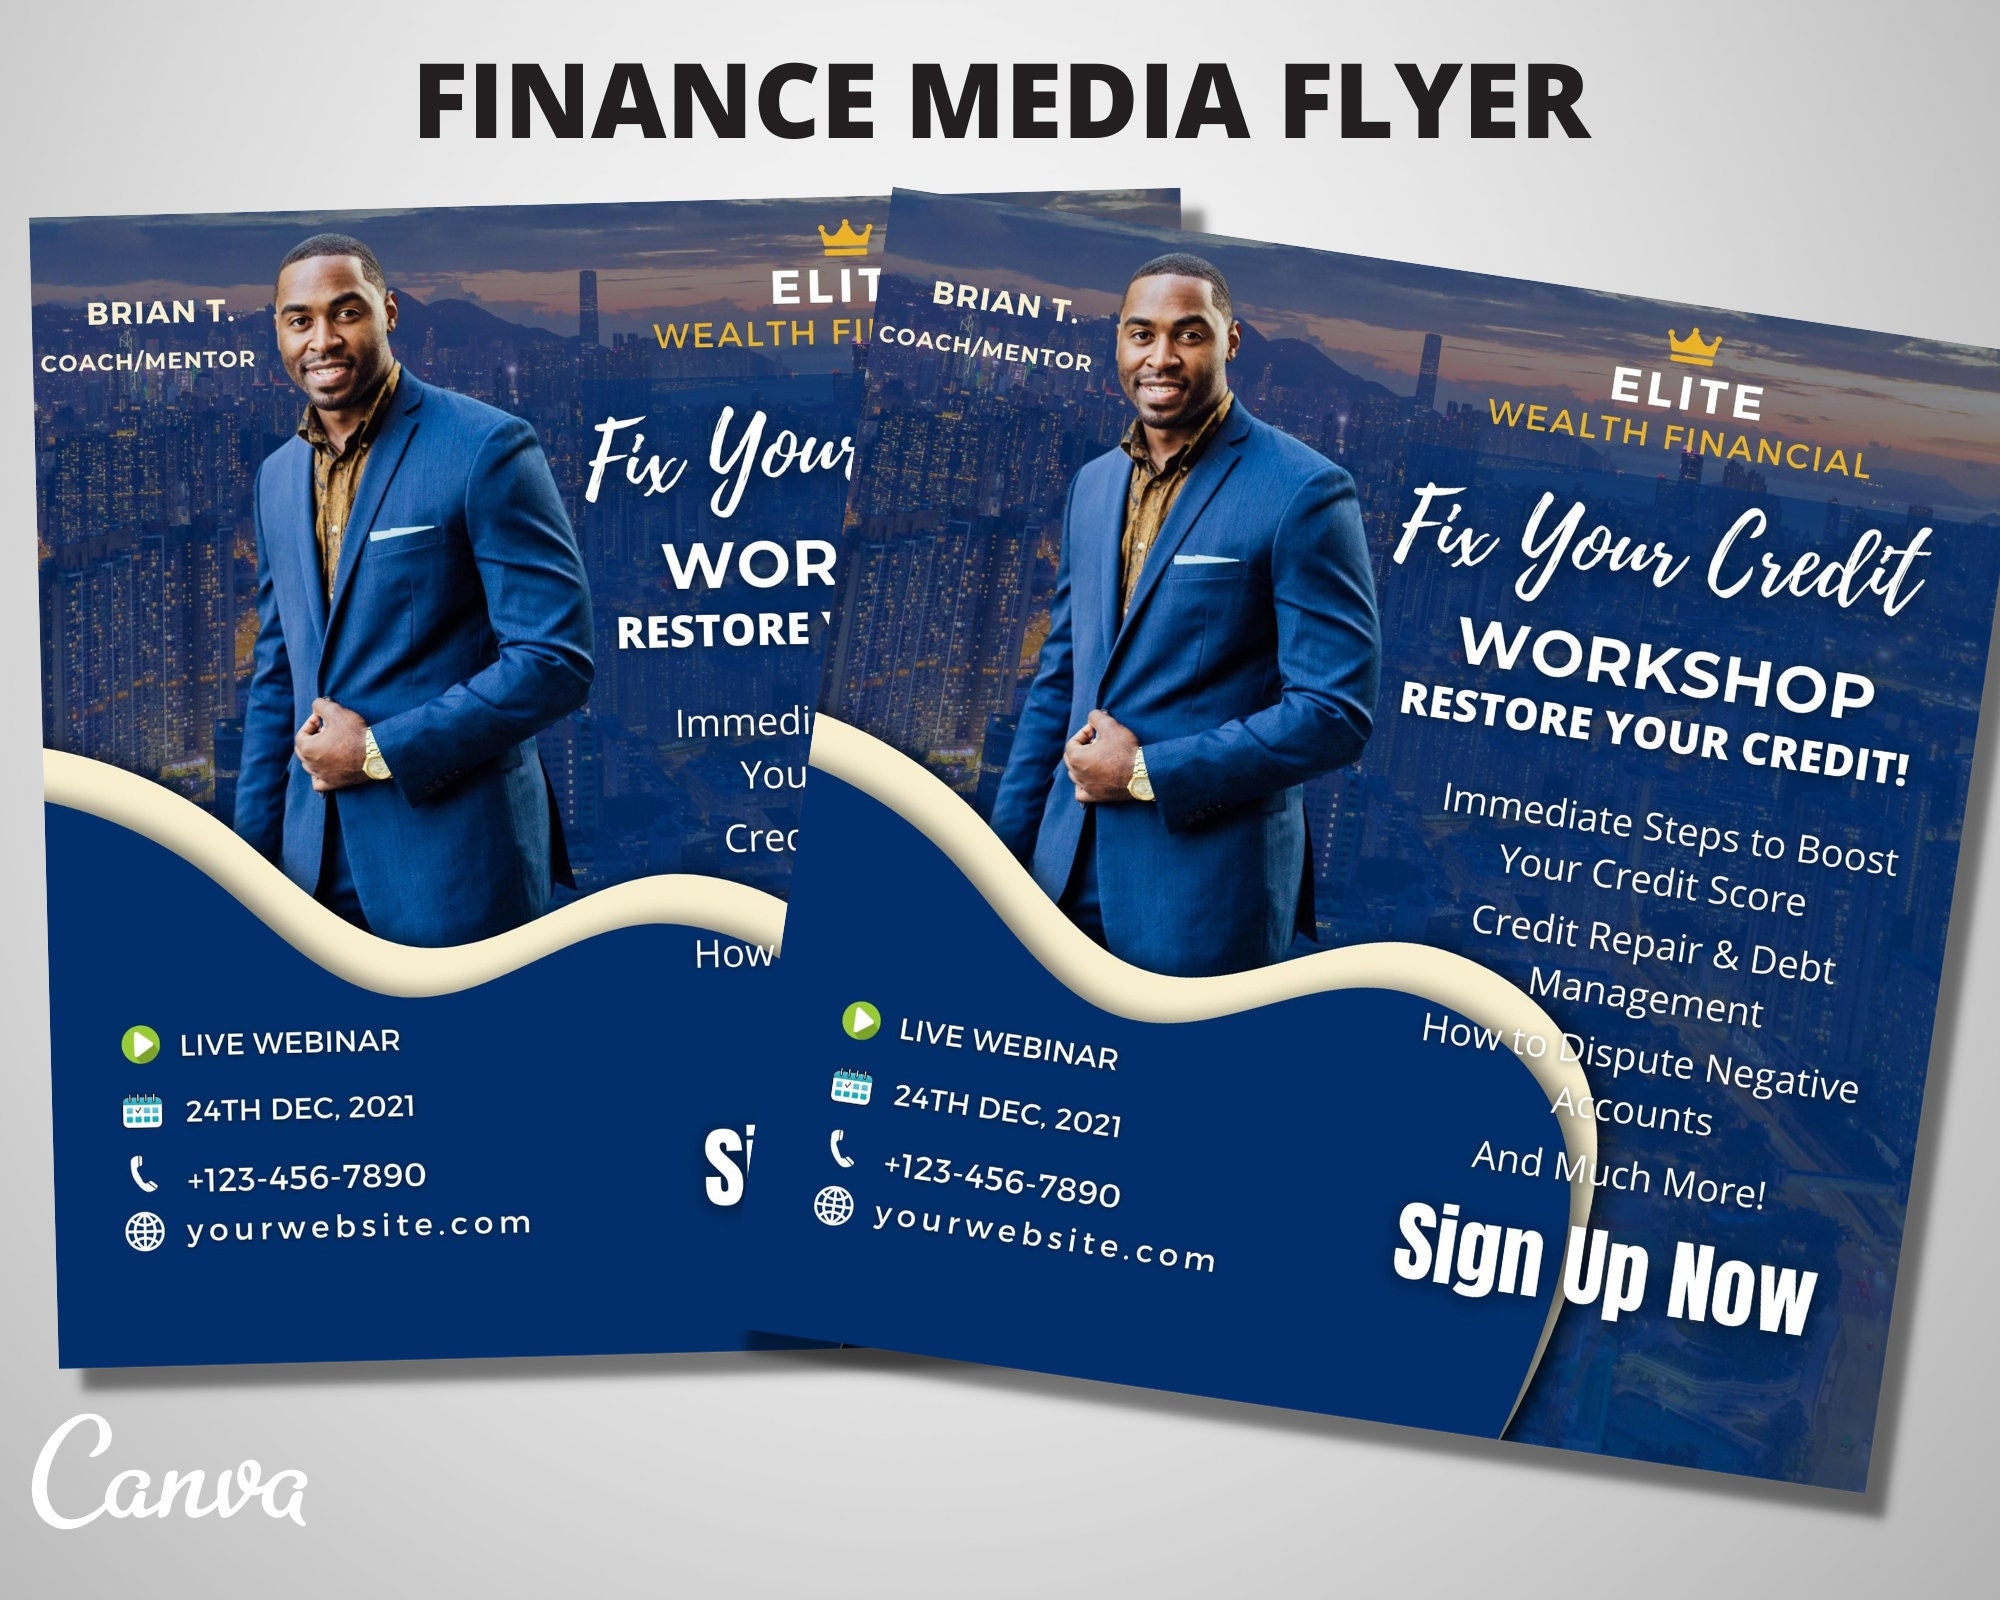 FINANCE MEDIA FLYER
BRIAN T.
COACH/MENTOR
ELIT
WEALTH FI
Fix Your
WOR
RESTORE
Immedi
You
Cred
How
LIVE WEBINAR
24TH DEC, 2021
+123-456-7890
yourwebsite.com
Si
BRIAN T.
COACH/MENTOR
ELITE
WEALTH FINANCIAL
Fix Your Credit
WORKSHOP
RESTORE YOUR CREDIT!
Immediate Steps to Boost
Your Credit Score
Credit Repair & Debt
Management
How to Dispute Negative
Accounts
And Much More!
LIVE WEBINAR
24TH DEC, 2021
+123-456-7890
yourwebsite.com
Sign Up Now
Canva